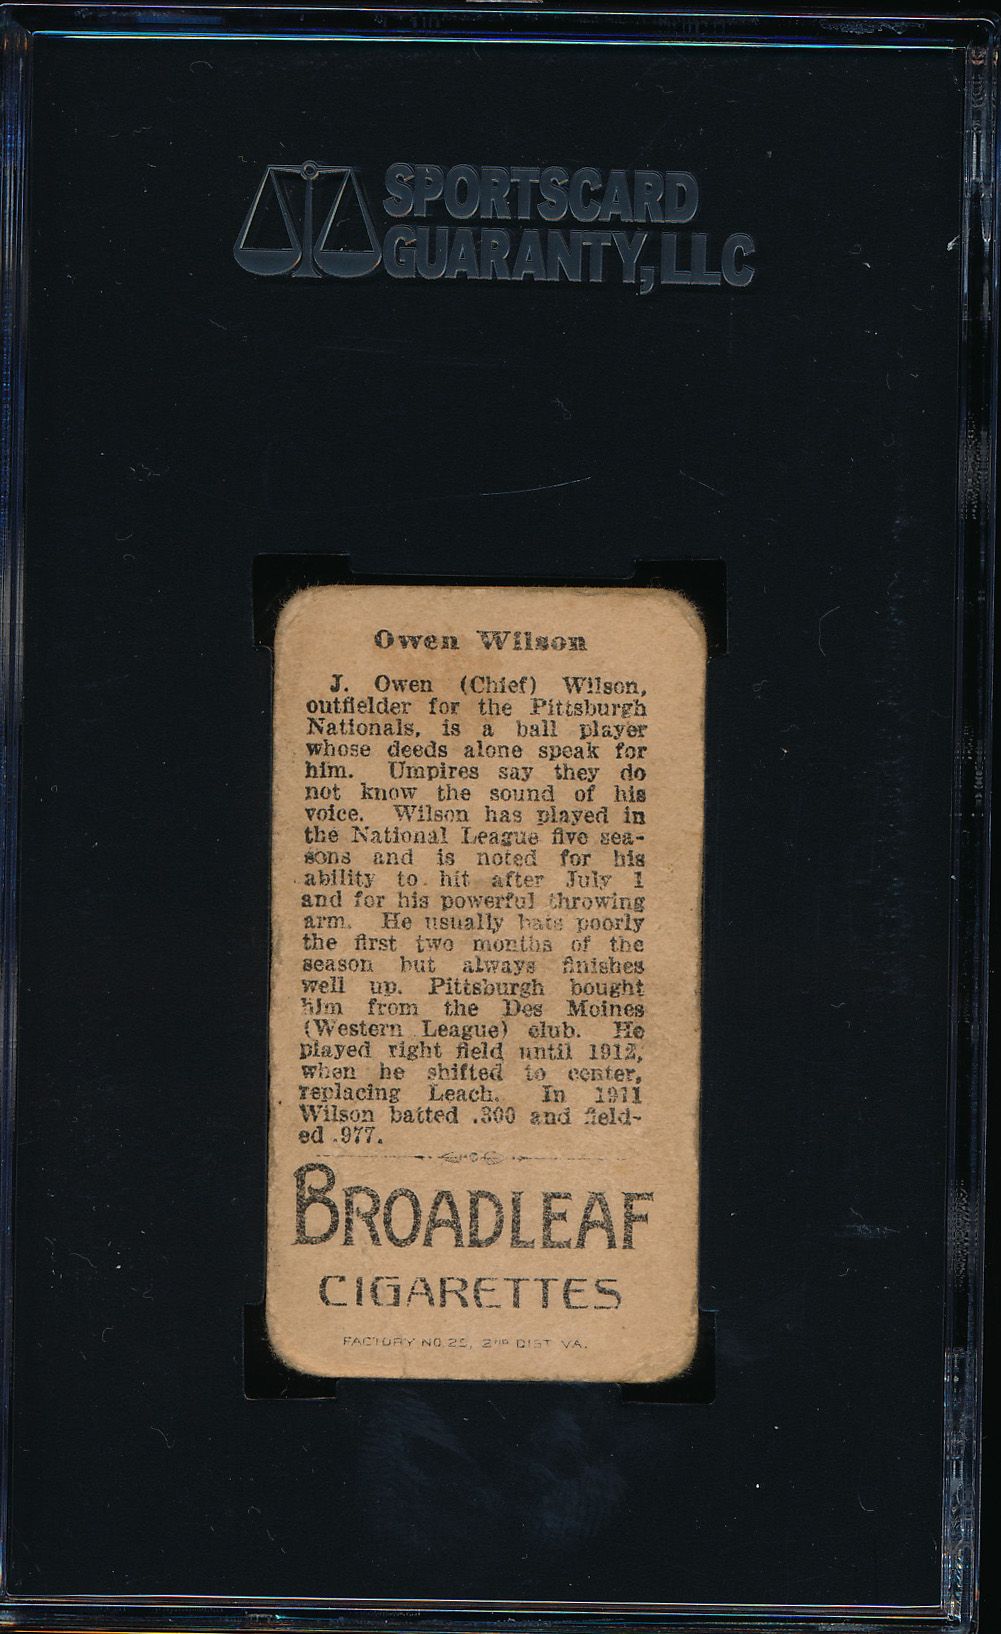 SPORTSCARD
GUARANTY, LLC
Owen Wilson
J. Owen (Chief) Wilson,
outfielder for the Pittsburgh
Nationals, is a ball player
whose deeds alone speak for
him. Umpires say they do
not know the sound of his
voice. Wilson has played in
the National League five sea-
sons and is noted for his
ability to hit after July 1
and for his powerful throwing
arm. He usually bats poorly
the first two months of the
season but always finishes
well up. Pittsburgh bought
him from the Des Moines
(Western League) club. He
played right field until 1912,
when he shifted to center,
replacing Leach. In 1911
Wilson batted .300 and field-
ed .977.
BROADLEAF
CIGARETTES
FACTORY NO. 25, 2ND DIST. VA.